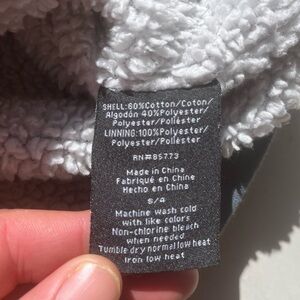 SHELL:60%Cotton/Coton/
Algodón 40%Polyester/
Polyester/Poliéster
LINNING:100%Polyester/
Polyester/Poliéster
RN#85773
Made in China
Fabriqué en Chine
Hecho en China
S/4
Machine wash cold
with like colors
Non-chlorine bleach
when needed
Tumble dry normal low heat
Iron low heat